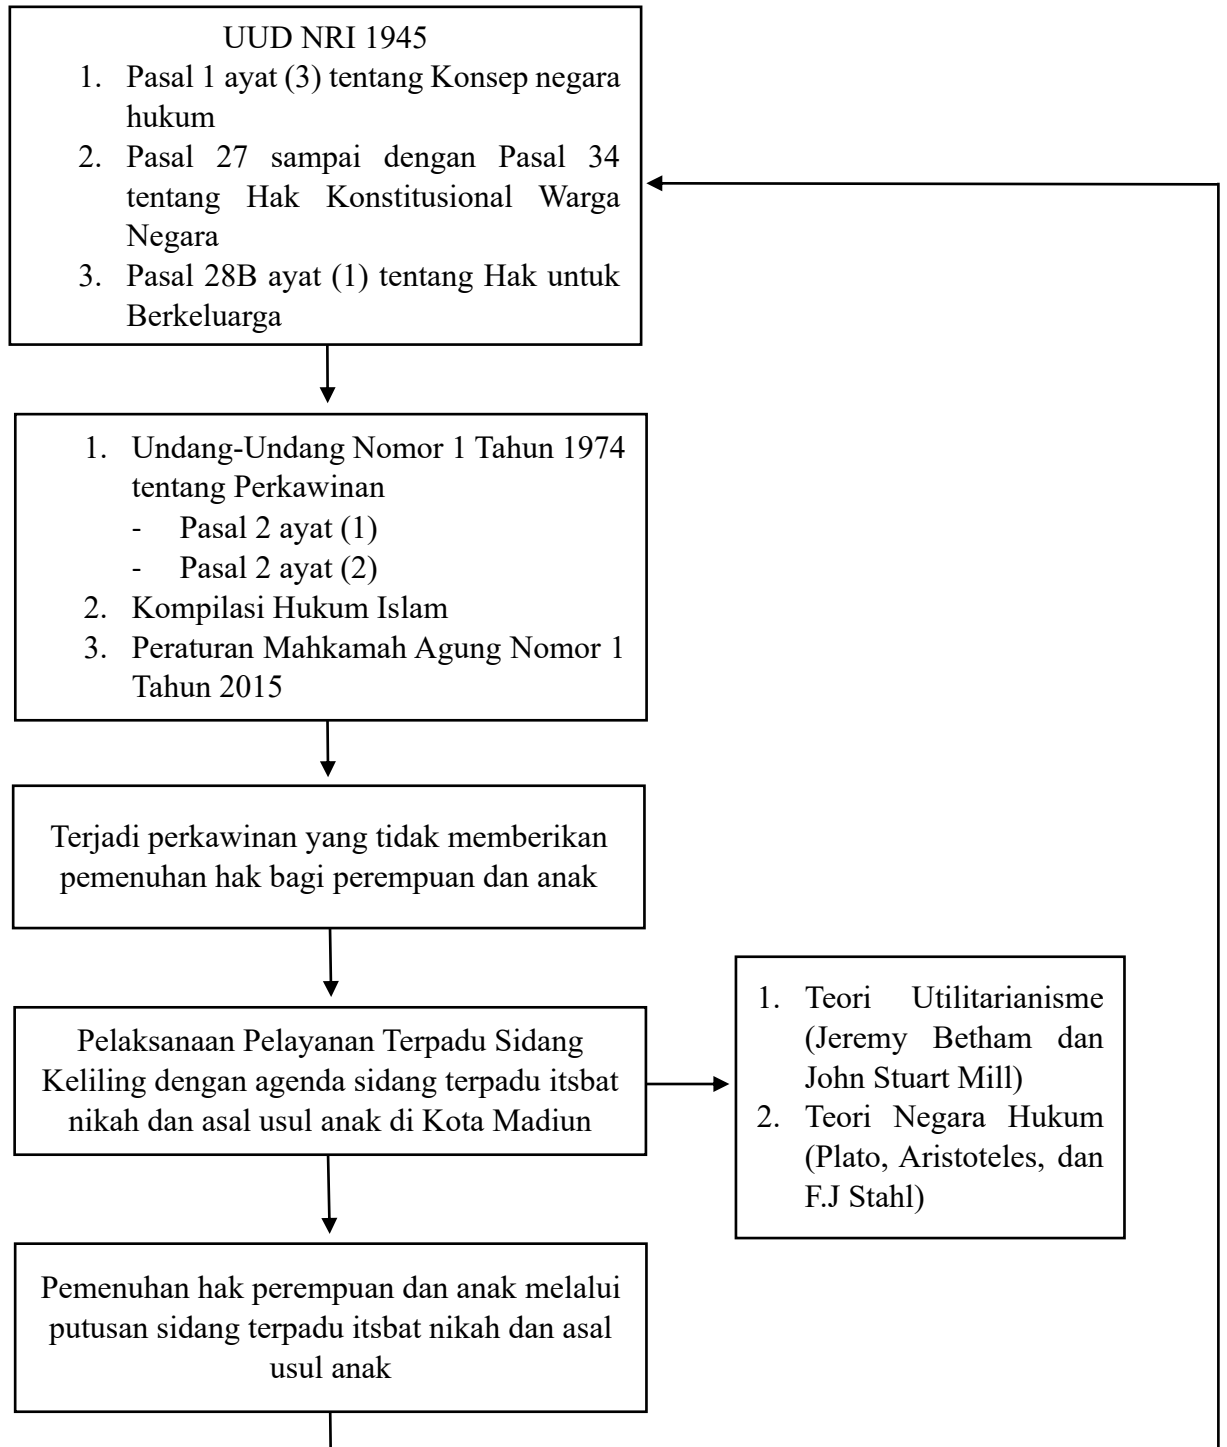 UUD NRI 1945
1. Pasal 1 ayat (3) tentang Konsep negara
hukum
2. Pasal 27 sampai dengan Pasal 34
tentang Hak Konstitusional Warga
Negara
3. Pasal 28B ayat (1) tentang Hak untuk
Berkeluarga
1. Undang-Undang Nomor 1 Tahun 1974
tentang Perkawinan
- Pasal 2 ayat (1)
- Pasal 2 ayat (2)
2. Kompilasi Hukum Islam
3. Peraturan Mahkamah Agung Nomor 1
Tahun 2015
Terjadi perkawinan yang tidak memberikan
pemenuhan hak bagi perempuan dan anak
Pelaksanaan Pelayanan Terpadu Sidang
Keliling dengan agenda sidang terpadu itsbat
nikah dan asal usul anak di Kota Madiun
1. Teori Utilitarianisme
(Jeremy Betham dan
John Stuart Mill)
2. Teori Negara Hukum
(Plato, Aristoteles, dan
F.J Stahl)
Pemenuhan hak perempuan dan anak melalui
putusan sidang terpadu itsbat nikah dan asal
usul anak